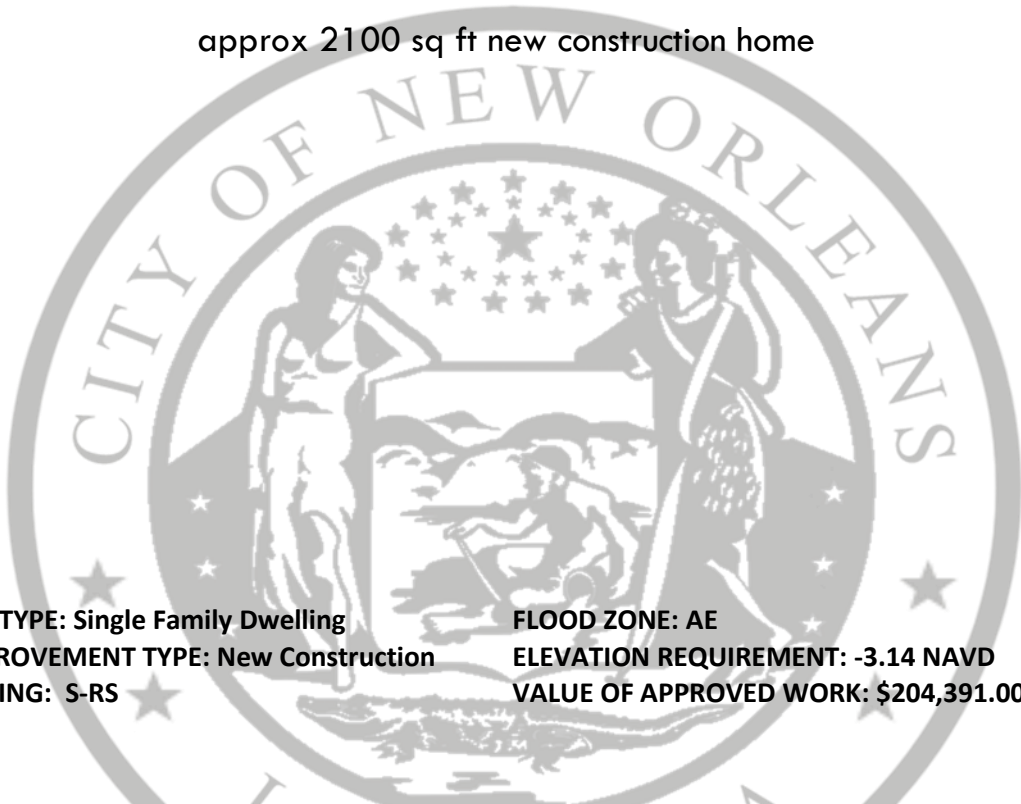 approx 2100 sq ft new construction home
CITY OF NEW ORLEANS
TYPE: Single Family Dwelling
FLOOD ZONE: AE
ROVEMENT TYPE: New Construction
ELEVATION REQUIREMENT: -3.14 NAVD
ING: S-RS
VALUE OF APPROVED WORK: $204,391.00